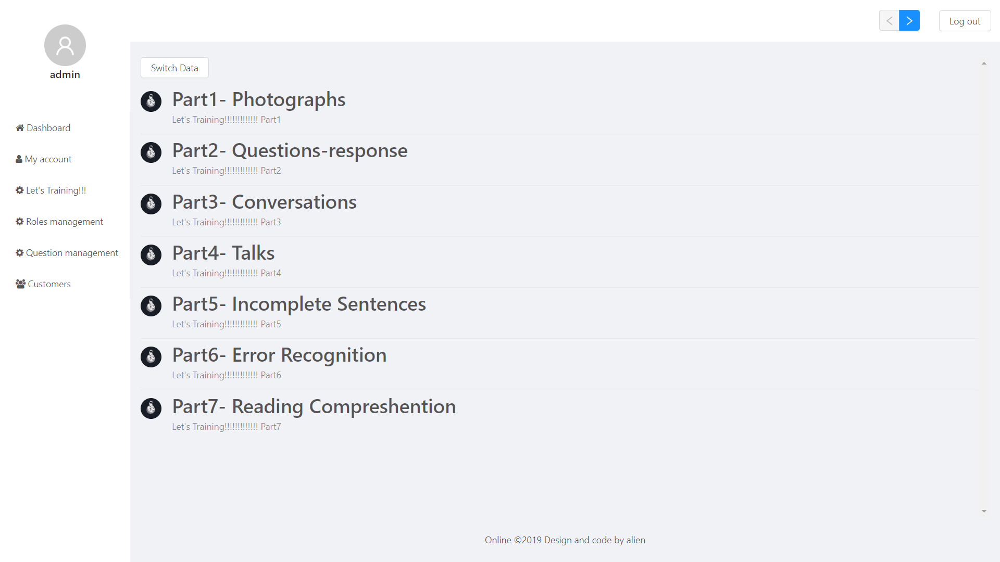 Log out
admin
Dashboard
My account
Let's Training!!!
Roles management
Question management
Customers
Switch Data
Part1- Photographs
Let's Training!!!!!!!!!!!!! Part1
Part2- Questions-response
Let's Training!!!!!!!!!!!!! Part2
Part3- Conversations
Let's Training!!!!!!!!!!!!! Part3
Part4- Talks
Let's Training!!!!!!!!!!!!! Part4
Part5- Incomplete Sentences
Let's Training!!!!!!!!!!!!! Part5
Part6- Error Recognition
Let's Training!!!!!!!!!!!!! Part6
Part7- Reading Compreshention
Let's Training!!!!!!!!!!!!! Part7
Online ©2019 Design and code by alien